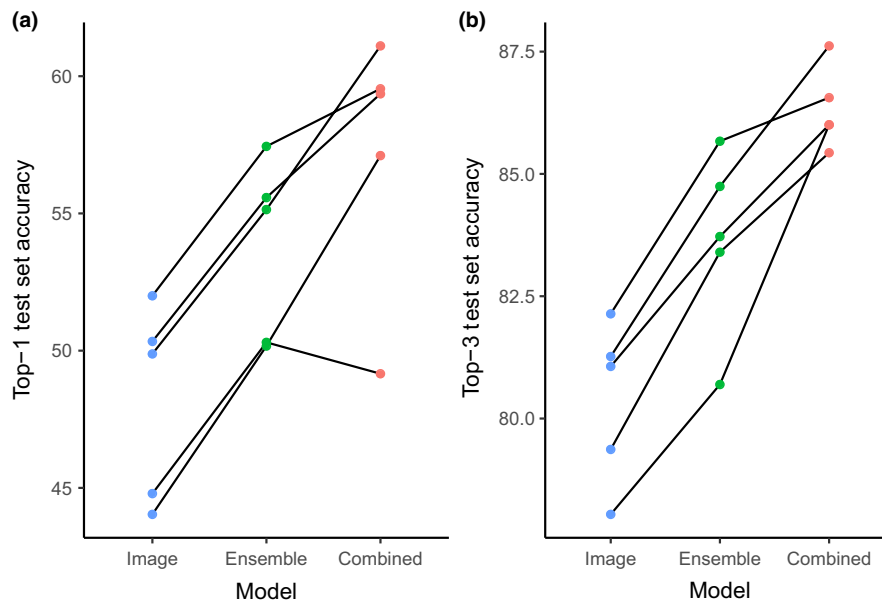 (a)
Top−1 test set accuracy
60
55
50
45
Image Ensemble Combined
Model
(b)
Top−3 test set accuracy
87.5
85.0
82.5
80.0
Image Ensemble Combined
Model